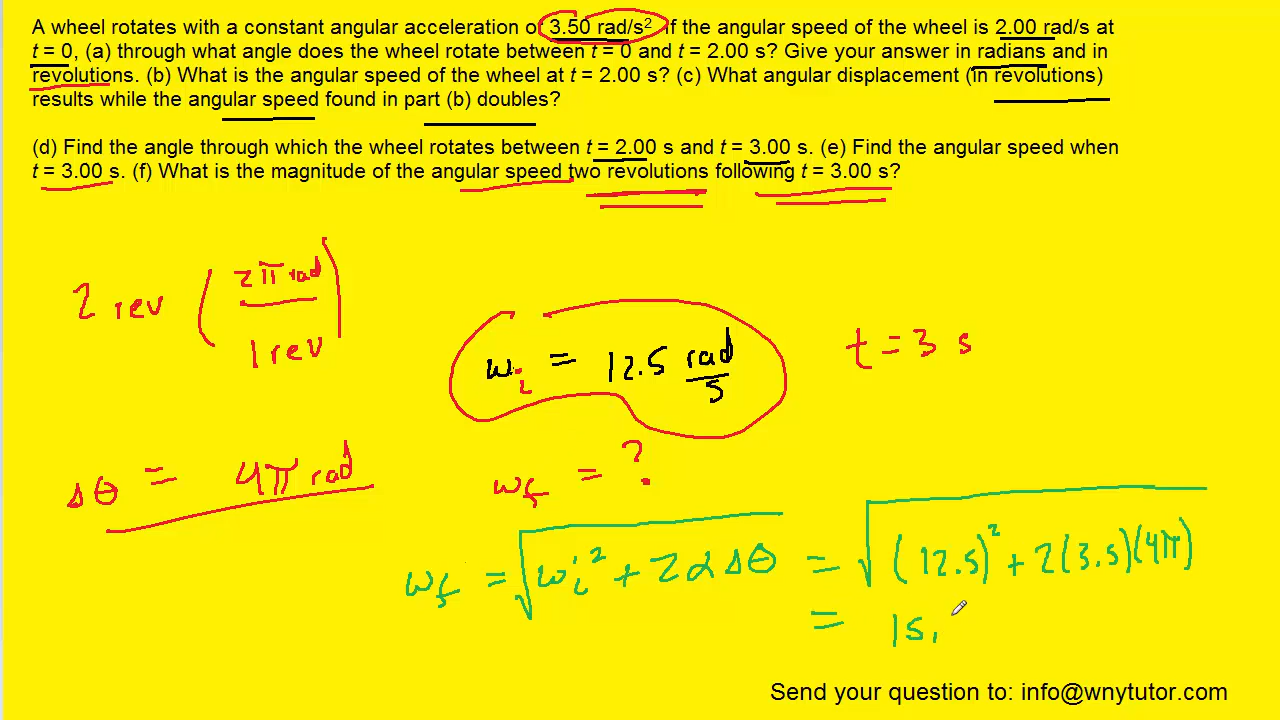 A wheel rotates with a constant angular acceleration of 3.50 rad/s² If the angular speed of the wheel is 2.00 rad/s at
t = 0, (a) through what angle does the wheel rotate between t = 0 and t = 2.00 s? Give your answer in radians and in
revolutions. (b) What is the angular speed of the wheel at t = 2.00 s? (c) What angular displacement (in revolutions)
results while the angular speed found in part (b) doubles?
(d) Find the angle through which the wheel rotates between t = 2.00 s and t = 3.00 s. (e) Find the angular speed when
t = 3.00 s. (f) What is the magnitude of the angular speed two revolutions following t = 3.00 s?
2 rev (2π rad / 1 rev)
ωi = 12.5 rad/s
t = 3 s
Δθ = 4π rad
ωf = ?
ωf = √(ωi² + 2αΔθ) = √((12.5)² + 2(3.5)(4π))
= 15.
Send your question to: info@wnytutor.com